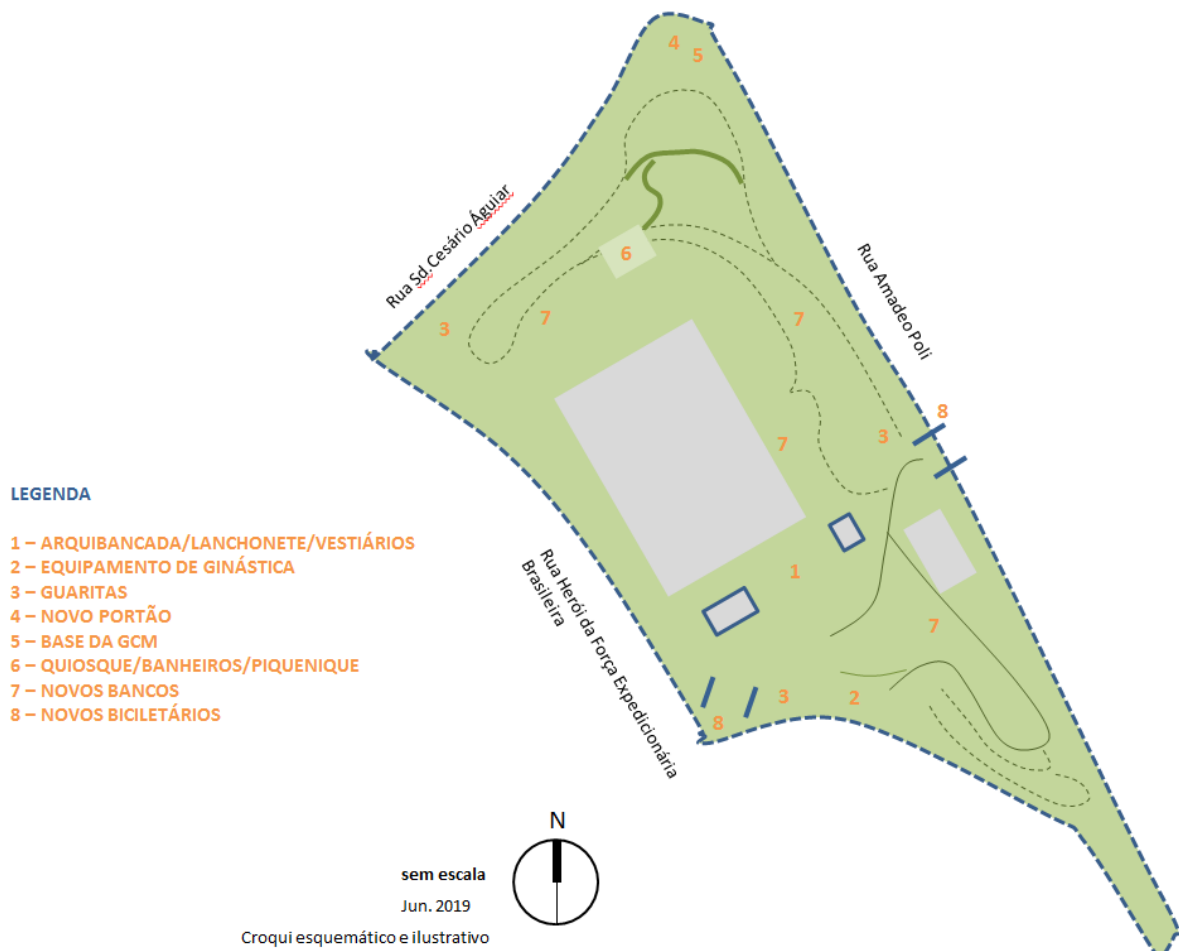 4
5
Rua Sd. Cesário Águiar
6
Rua Amadeo Poli
3
7
7
8
7
3
LEGENDA
1 – ARQUIBANCADA/LANCHONETE/VESTIÁRIOS
2 – EQUIPAMENTO DE GINÁSTICA
3 – GUARITAS
4 – NOVO PORTÃO
5 – BASE DA GCM
6 – QUIOSQUE/BANHEIROS/PIQUENIQUE
7 – NOVOS BANCOS
8 – NOVOS BICILETÁRIOS
Rua Herói da Força Expedicionária
Brasileira
1
7
3
2
8
N
sem escala
Jun. 2019
Croqui esquemático e ilustrativo